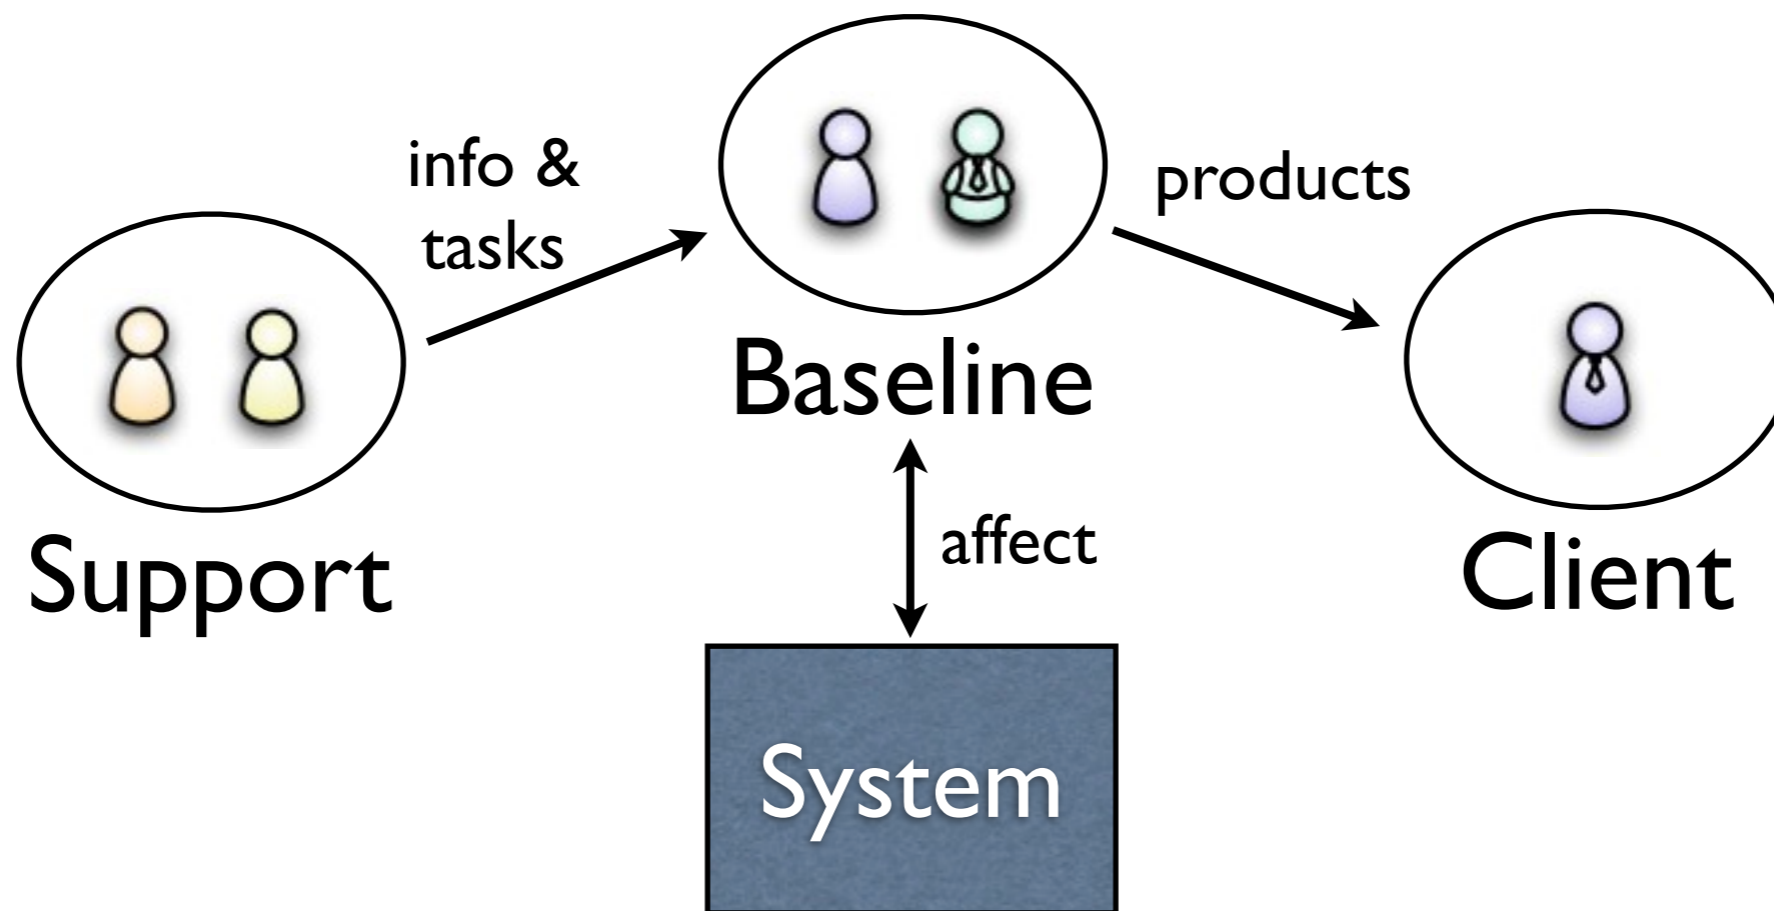 info &
tasks
products
Baseline
Support
affect
Client
System